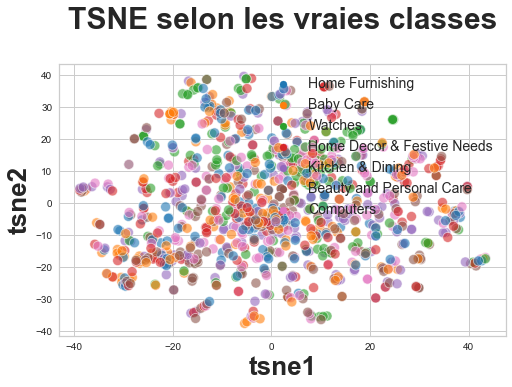 TSNE selon les vraies classes
Home Furnishing
Baby Care
Watches
Home Decor & Festive Needs
Kitchen & Dining
Beauty and Personal Care
Computers
tsne2
40
30
20
10
0
−10
−20
−30
−40
−40
−20
0
20
40
tsne1